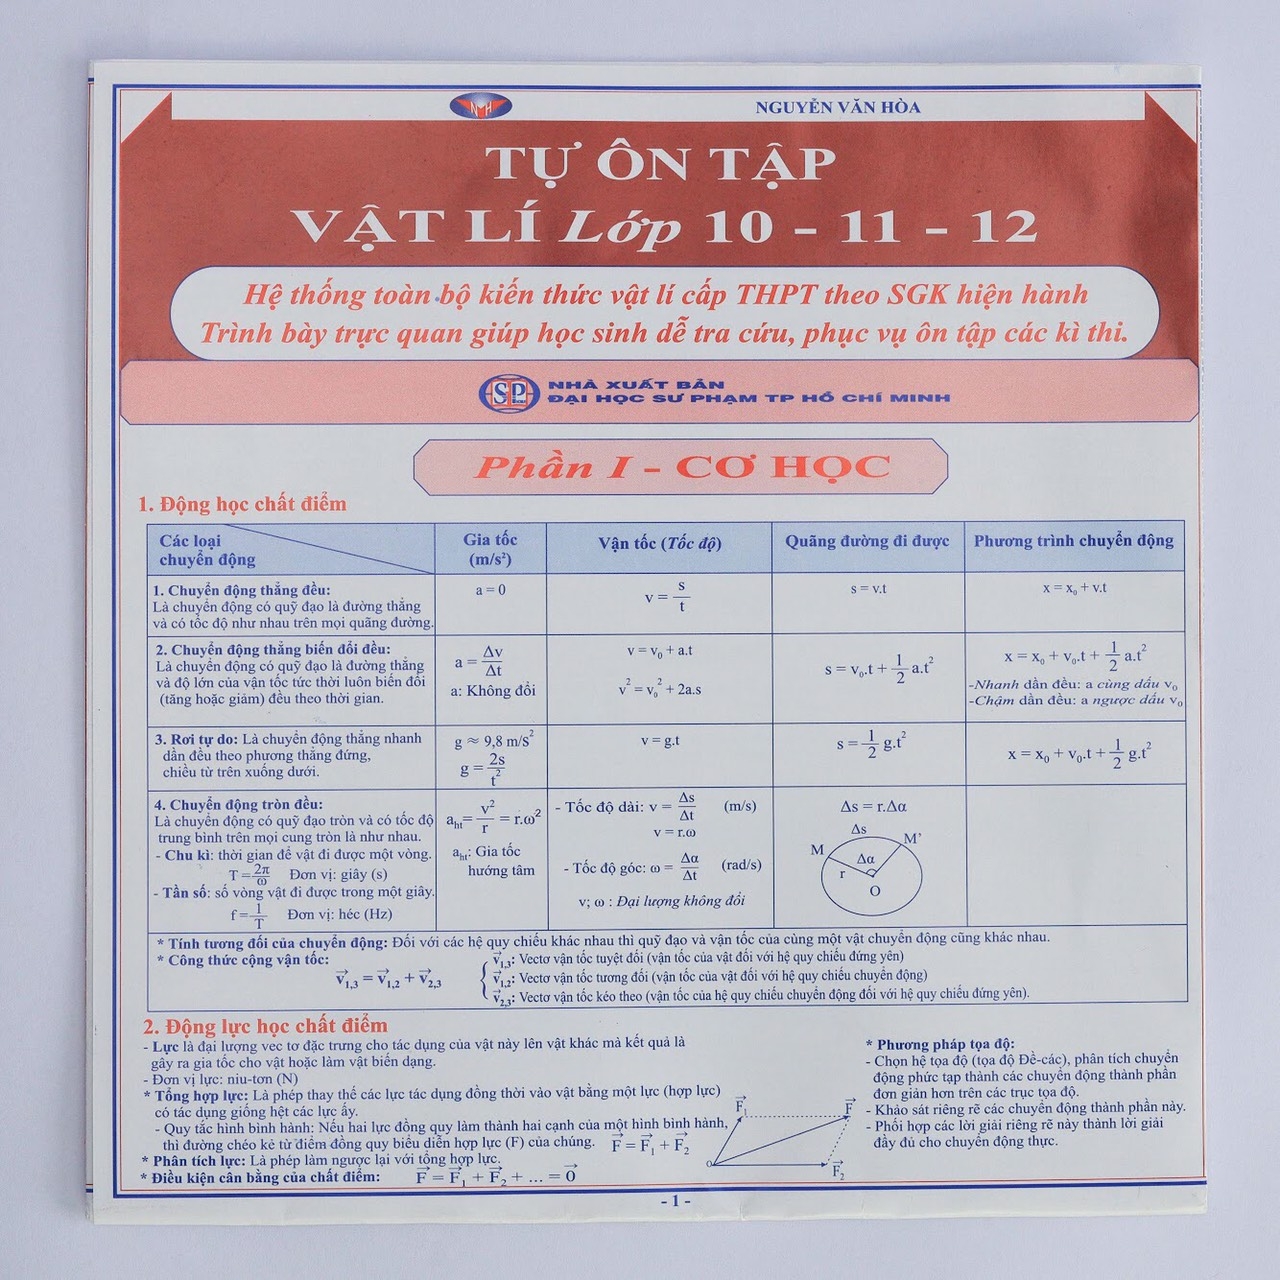 NMH
NGUYỄN VĂN HÒA
TỰ ÔN TẬP
VẬT LÍ Lớp 10 - 11 - 12
Hệ thống toàn bộ kiến thức vật lí cấp THPT theo SGK hiện hành
Trình bày trực quan giúp học sinh dễ tra cứu, phục vụ ôn tập các kì thi.
SP
NHÀ XUẤT BẢN
ĐẠI HỌC SƯ PHẠM TP HỒ CHÍ MINH
Phần I - CƠ HỌC
1. Động học chất điểm
Các loại
chuyển động
Gia tốc
(m/s²)
Vận tốc (Tốc độ)
Quãng đường đi được
Phương trình chuyển động
1. Chuyển động thẳng đều:
Là chuyển động có quỹ đạo là đường thẳng
và có tốc độ như nhau trên mọi quãng đường.
a = 0
v = s/t
s = v.t
x = x₀ + v.t
2. Chuyển động thẳng biến đổi đều:
Là chuyển động có quỹ đạo là đường thẳng
và độ lớn của vận tốc tức thời luôn biến đổi
(tăng hoặc giảm) đều theo thời gian.
a = Δv/Δt
a: Không đổi
v = v₀ + a.t
v² = v₀² + 2a.s
s = v₀.t + 1/2 a.t²
x = x₀ + v₀.t + 1/2 a.t²
-Nhanh dần đều: a cùng dấu v₀
-Chậm dần đều: a ngược dấu v₀
3. Rơi tự do: Là chuyển động thẳng nhanh
dần đều theo phương thẳng đứng,
chiều từ trên xuống dưới.
g ≈ 9,8 m/s²
g = 2s/t²
v = g.t
s = 1/2 g.t²
x = x₀ + v₀.t + 1/2 g.t²
4. Chuyển động tròn đều:
Là chuyển động có quỹ đạo tròn và có tốc độ
trung bình trên mọi cung tròn là như nhau.
- Chu kì: thời gian để vật đi được một vòng.
T = 2π/ω Đơn vị: giây (s)
- Tần số: số vòng vật đi được trong một giây.
f = 1/T Đơn vị: héc (Hz)
aht = v²/r = r.ω²
aht: Gia tốc
hướng tâm
- Tốc độ dài: v = Δs/Δt (m/s)
v = r.ω
- Tốc độ góc: ω = Δα/Δt (rad/s)
v; ω : Đại lượng không đổi
Δs = r.Δα
Δs
M
M'
Δα
r
O
* Tính tương đối của chuyển động: Đối với các hệ quy chiếu khác nhau thì quỹ đạo và vận tốc của cùng một vật chuyển động cũng khác nhau.
* Công thức cộng vận tốc:
v⃗1,3 = v⃗1,2 + v⃗2,3
v⃗1,3: Vectơ vận tốc tuyệt đối (vận tốc của vật đối với hệ quy chiếu đứng yên)
v⃗1,2: Vectơ vận tốc tương đối (vận tốc của vật đối với hệ quy chiếu chuyển động)
v⃗2,3: Vectơ vận tốc kéo theo (vận tốc của hệ quy chiếu chuyển động đối với hệ quy chiếu đứng yên).
2. Động lực học chất điểm
- Lực là đại lượng vec tơ đặc trưng cho tác dụng của vật này lên vật khác mà kết quả là
gây ra gia tốc cho vật hoặc làm vật biến dạng.
- Đơn vị lực: niu-tơn (N)
* Tổng hợp lực: Là phép thay thế các lực tác dụng đồng thời vào vật bằng một lực (hợp lực)
có tác dụng giống hệt các lực ấy.
- Quy tắc hình bình hành: Nếu hai lực đồng quy làm thành hai cạnh của một hình bình hành,
thì đường chéo kẻ từ điểm đồng quy biểu diễn hợp lực (F) của chúng. F⃗ = F⃗₁ + F⃗₂
* Phân tích lực: Là phép làm ngược lại với tổng hợp lực.
* Điều kiện cân bằng của chất điểm: F⃗ = F⃗₁ + F⃗₂ + ... = 0⃗
F⃗₁
F⃗
o
F⃗₂
* Phương pháp tọa độ:
- Chọn hệ tọa độ (tọa độ Đề-các), phân tích chuyển
động phức tạp thành các chuyển động thành phần
đơn giản hơn trên các trục tọa độ.
- Khảo sát riêng rẽ các chuyển động thành phần này.
- Phối hợp các lời giải riêng rẽ này thành lời giải
đầy đủ cho chuyển động thực.
- 1 -